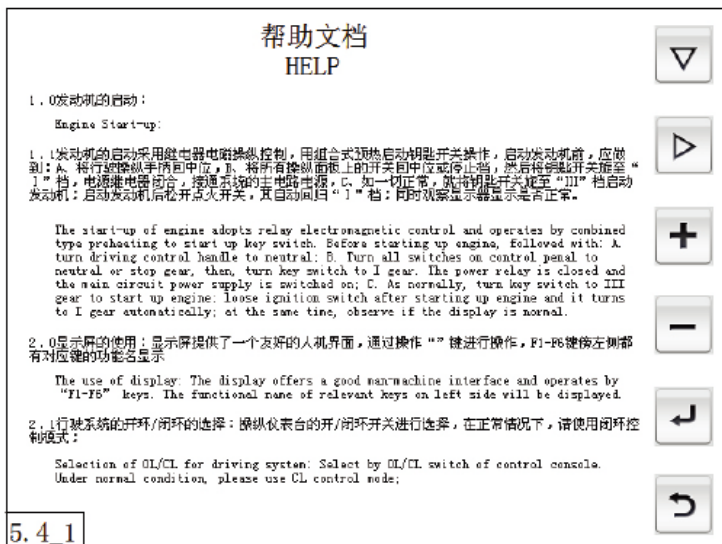 帮助文档
HELP
1.0发动机的启动：
Engine Start-up:
1.1发动机的启动采用继电器电磁操纵控制，用组合式预热启动钥匙开关操作，启动发动机前，应做
到：A、将行驶操纵手柄回中位，B、将所有操纵面板上的开关回中位或停止档，然后将钥匙开关旋至“
I”档，电源继电器闭合，接通系统的主电路电源，C、如一切正常，就将钥匙开关旋至“III”档启动
发动机；启动发动机后松开点火开关，其自动回归“I”档；同时观察显示器显示是否正常。
The start-up of engine adopts relay electromagnetic control and operates by combined
type preheating to start up key switch. Before starting up engine, followed with: A.
turn driving control handle to neutral: B. Turn all switches on control penal to
neutral or stop gear, then, turn key switch to I gear. The power relay is closed and
the main circuit power supply is switched on; C. As normally, turn key switch to III
gear to start up engine: loose ignition switch after starting up engine and it turns
to I gear automatically; at the same time, observe if the display is normal.
2.0显示屏的使用：显示屏提供了一个友好的人机界面，通过操作“”键进行操作，F1-F6键傍左侧都
有对应键的功能名显示
The use of display: The display offers a good man-machine interface and operates by
“F1-F6” keys. The functional name of relevant keys on left side will be displayed.
2.1行驶系统的开环/闭环的选择：操纵仪表台的开/闭环开关进行选择，在正常情况下，请使用闭环控
制模式；
Selection of OL/CL for driving system: Select by OL/CL switch of control console.
Under normal condition, please use CL control mode;
5.4_1